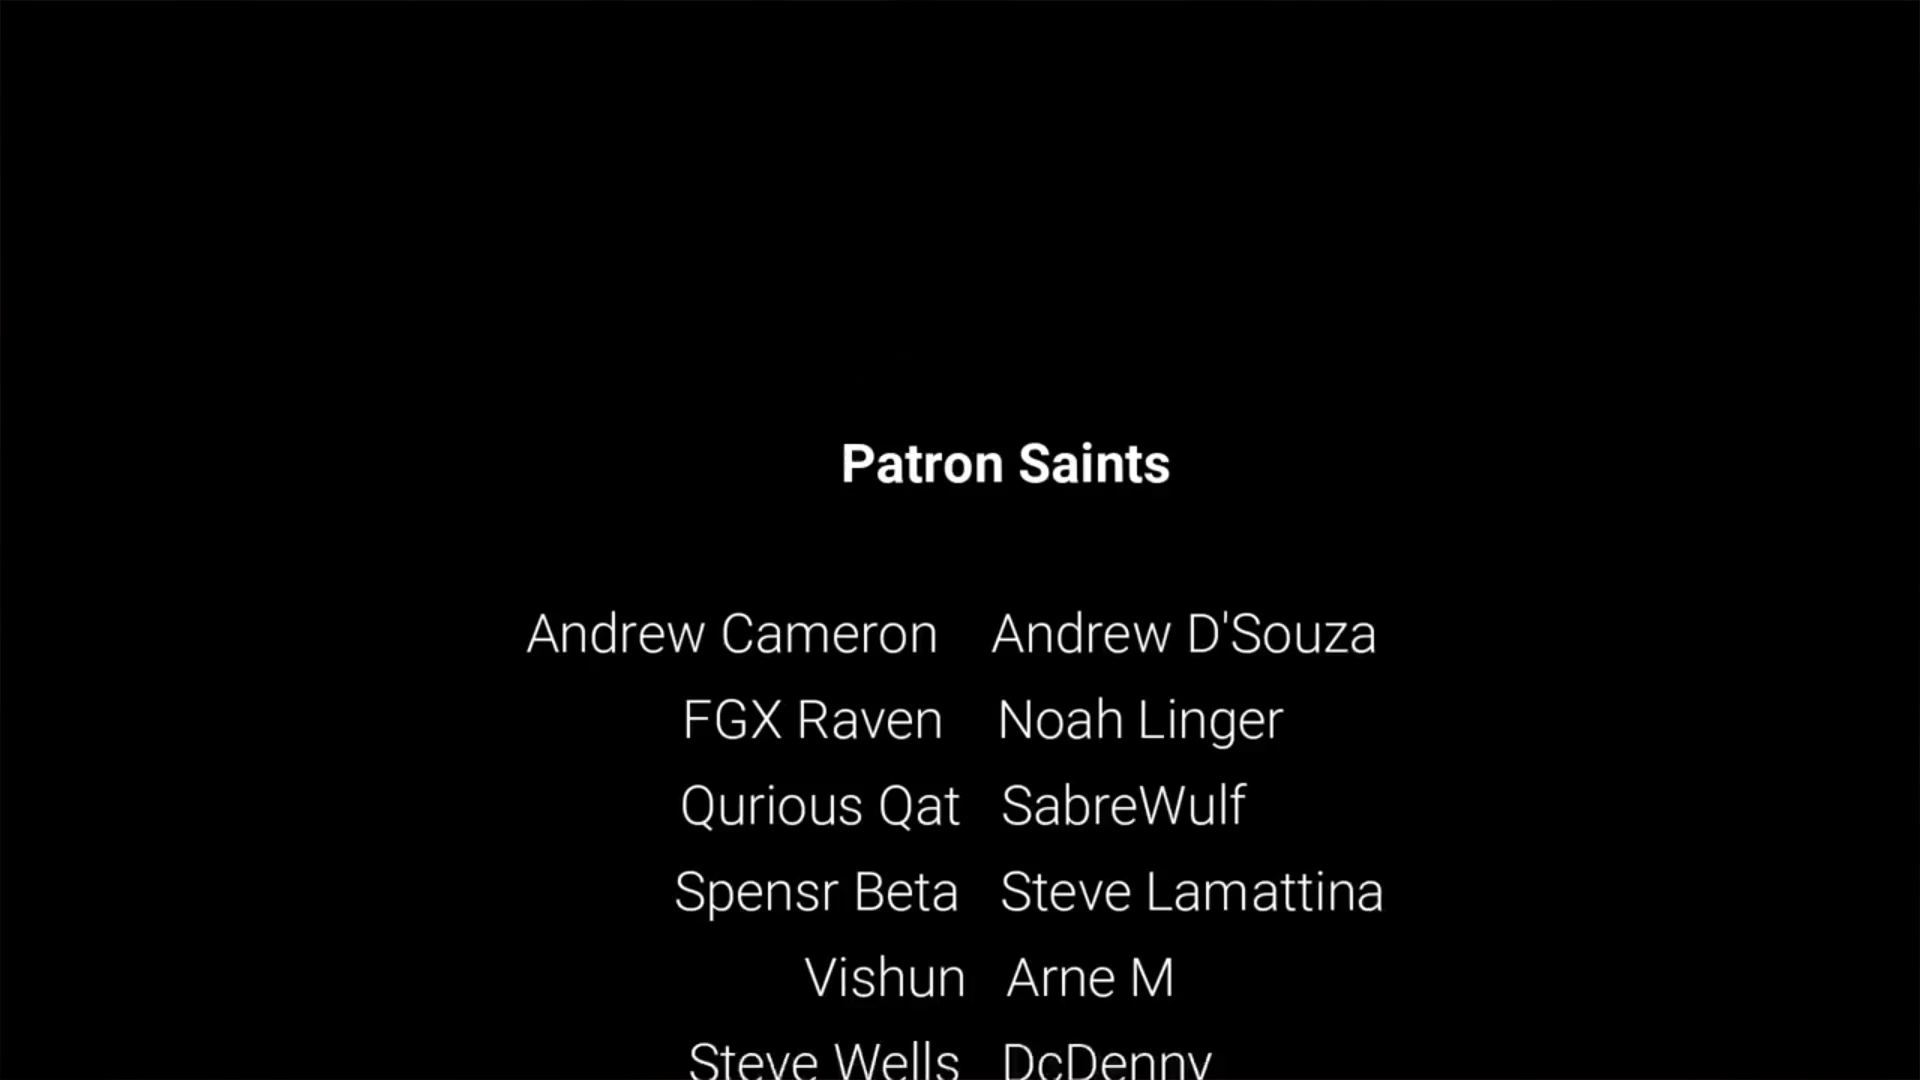 Patron Saints
Andrew Cameron Andrew D'Souza
FGX Raven Noah Linger
Qurious Qat SabreWulf
Spensr Beta Steve Lamattina
Vishun Arne M
Steve Wells DcDenny